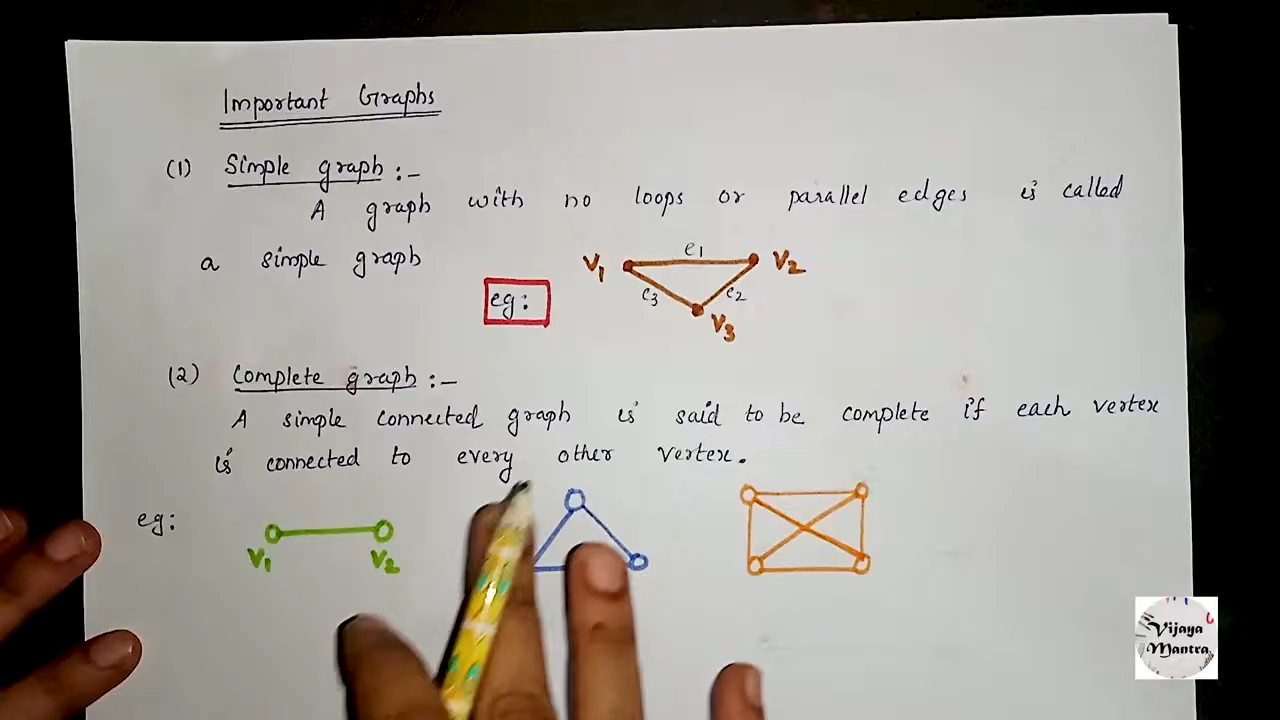 Important Graphs
(1) Simple graph :-
A graph with no loops or parallel edges is called
a simple graph
eg:
V1 e1 V2
e3 e2
V3
(2) Complete graph :-
A simple connected graph is said to be complete if each vertex
is connected to every other vertex.
eg:
V1 V2
Vijaya
Mantra